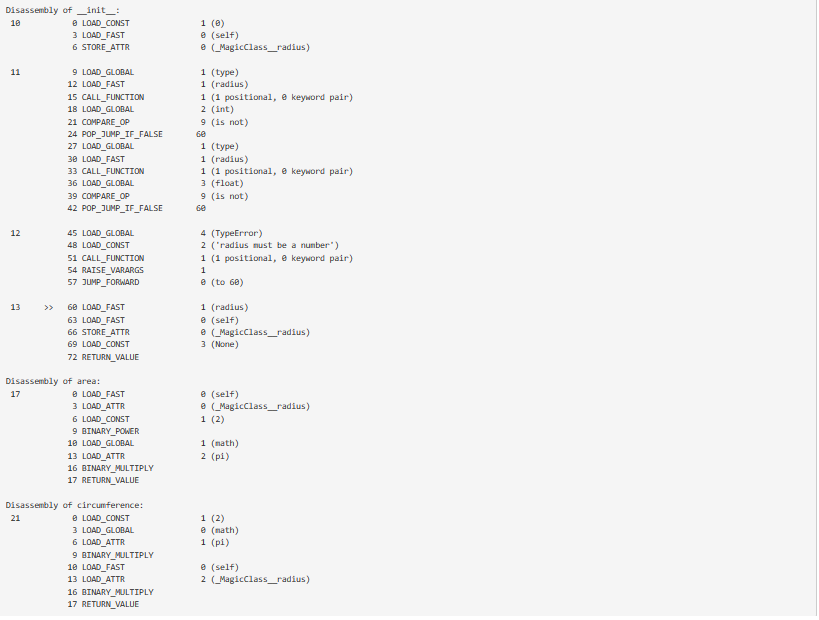 Disassembly of __init__:
10 0 LOAD_CONST 1 (0)
3 LOAD_FAST 0 (self)
6 STORE_ATTR 0 (_MagicClass__radius)
11 9 LOAD_GLOBAL 1 (type)
12 LOAD_FAST 1 (radius)
15 CALL_FUNCTION 1 (1 positional, 0 keyword pair)
18 LOAD_GLOBAL 2 (int)
21 COMPARE_OP 9 (is not)
24 POP_JUMP_IF_FALSE 60
27 LOAD_GLOBAL 1 (type)
30 LOAD_FAST 1 (radius)
33 CALL_FUNCTION 1 (1 positional, 0 keyword pair)
36 LOAD_GLOBAL 3 (float)
39 COMPARE_OP 9 (is not)
42 POP_JUMP_IF_FALSE 60
12 45 LOAD_GLOBAL 4 (TypeError)
48 LOAD_CONST 2 ('radius must be a number')
51 CALL_FUNCTION 1 (1 positional, 0 keyword pair)
54 RAISE_VARARGS 1
57 JUMP_FORWARD 0 (to 60)
13 >> 60 LOAD_FAST 1 (radius)
63 LOAD_FAST 0 (self)
66 STORE_ATTR 0 (_MagicClass__radius)
69 LOAD_CONST 3 (None)
72 RETURN_VALUE
Disassembly of area:
17 0 LOAD_FAST 0 (self)
3 LOAD_ATTR 0 (_MagicClass__radius)
6 LOAD_CONST 1 (2)
9 BINARY_POWER
10 LOAD_GLOBAL 1 (math)
13 LOAD_ATTR 2 (pi)
16 BINARY_MULTIPLY
17 RETURN_VALUE
Disassembly of circumference:
21 0 LOAD_CONST 1 (2)
3 LOAD_GLOBAL 0 (math)
6 LOAD_ATTR 1 (pi)
9 BINARY_MULTIPLY
10 LOAD_FAST 0 (self)
13 LOAD_ATTR 2 (_MagicClass__radius)
16 BINARY_MULTIPLY
17 RETURN_VALUE